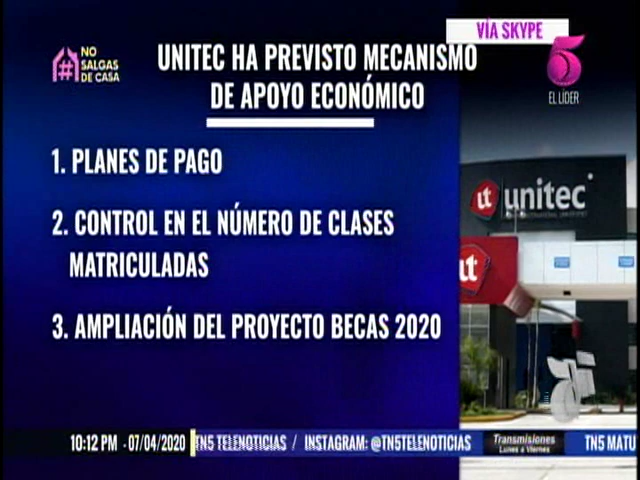 VÍA SKYPE
#
NO
SALGAS
DE CASA
UNITEC HA PREVISTO MECANISMO
DE APOYO ECONÓMICO
5
EL LÍDER
1. PLANES DE PAGO
2. CONTROL EN EL NÚMERO DE CLASES
MATRICULADAS
3. AMPLIACIÓN DEL PROYECTO BECAS 2020
ut unitec
ut
10:12 PM - 07/04/2020 TN5 TELENOTICIAS / INSTAGRAM: @TN5TELENOTICIAS
Transmisiones
Lunes a Viernes
TN5 MATU